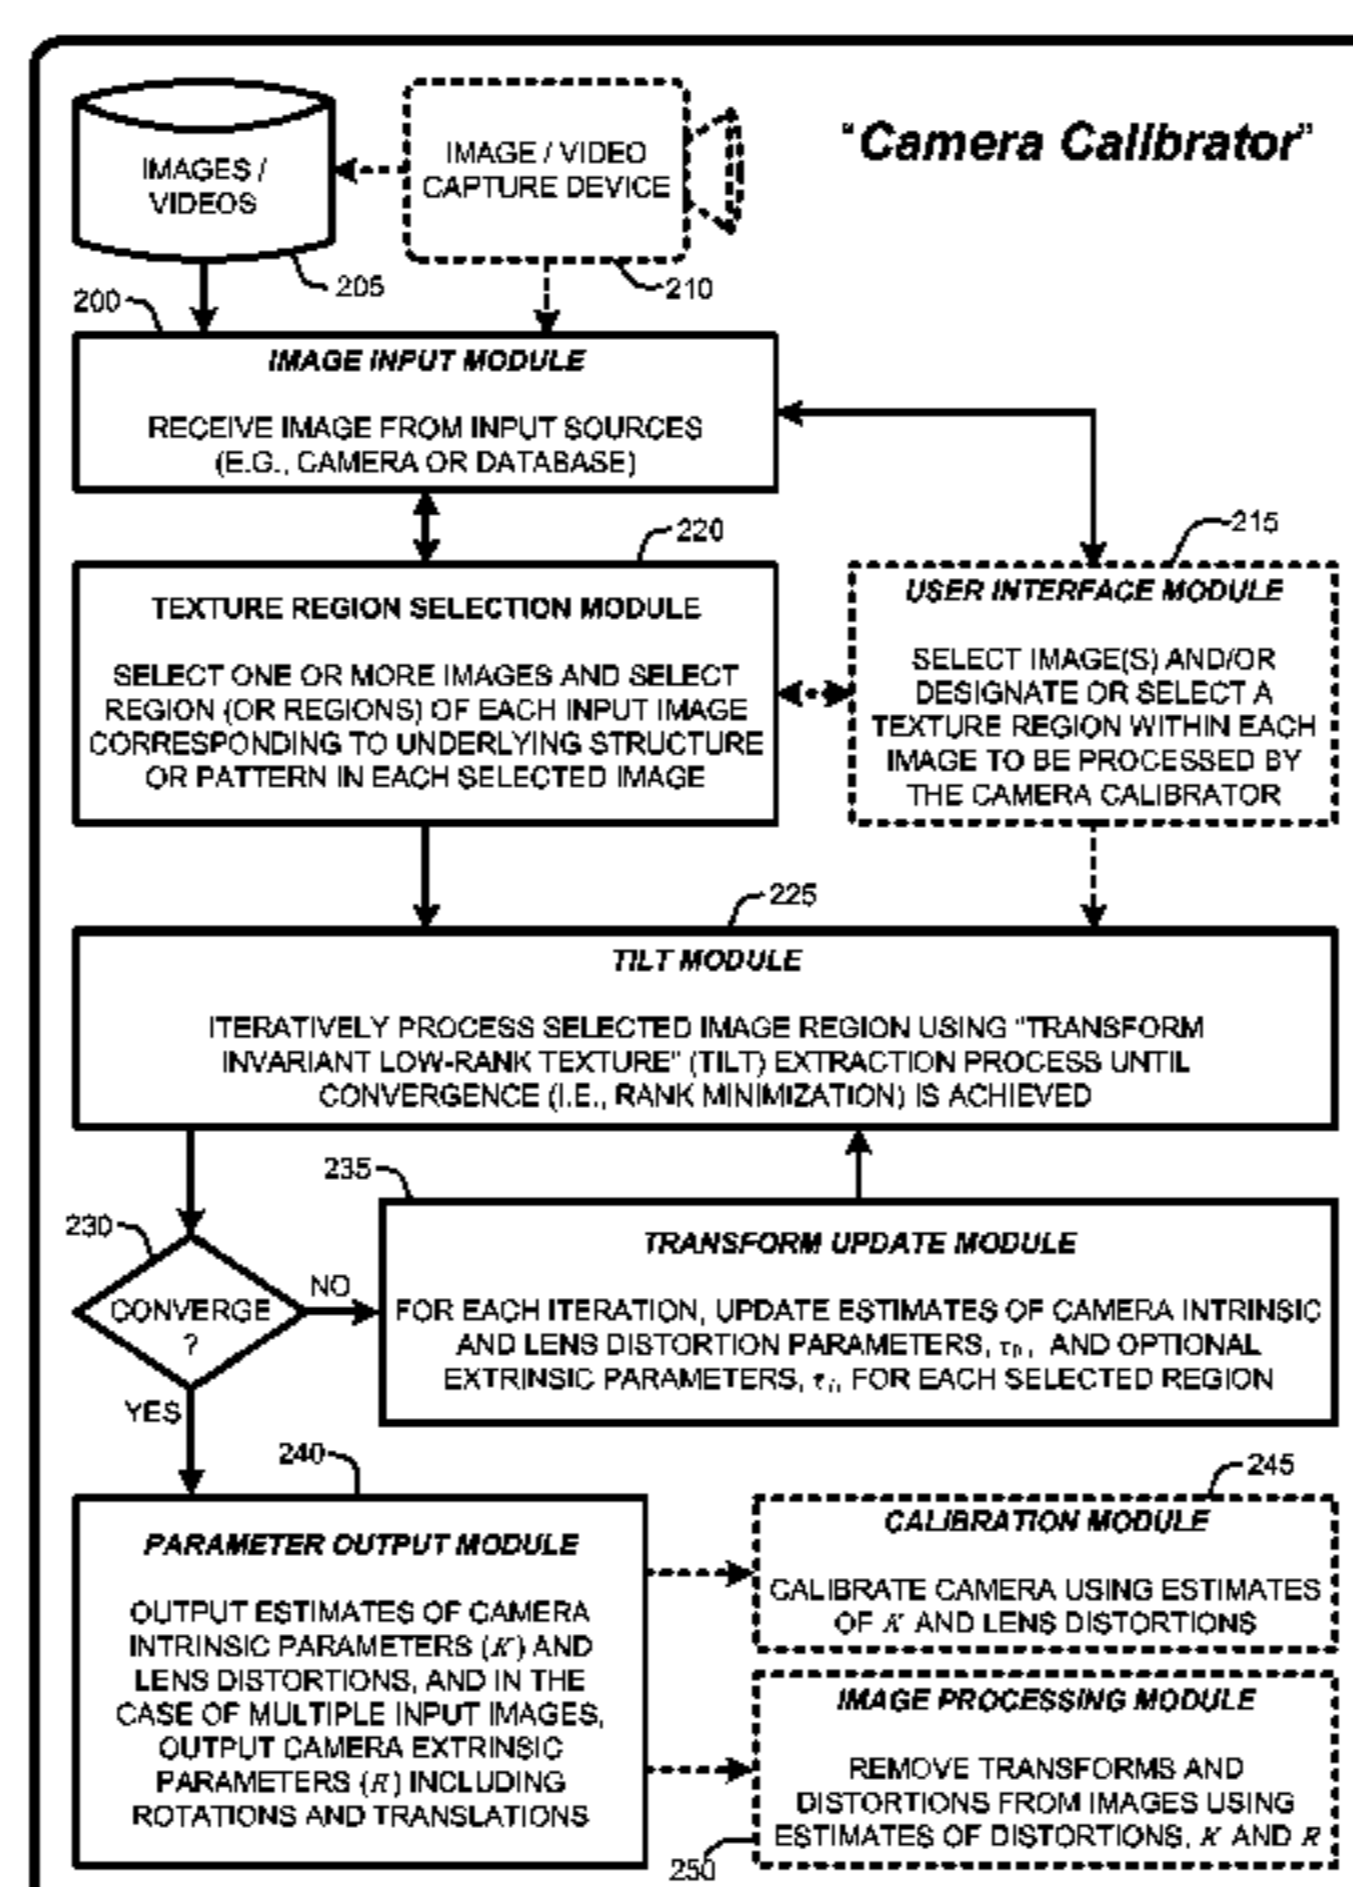 "Camera Calibrator"
IMAGES /
VIDEOS
IMAGE / VIDEO
CAPTURE DEVICE
205
210
200
IMAGE INPUT MODULE
RECEIVE IMAGE FROM INPUT SOURCES
(E.G., CAMERA OR DATABASE)
220
215
TEXTURE REGION SELECTION MODULE
SELECT ONE OR MORE IMAGES AND SELECT
REGION (OR REGIONS) OF EACH INPUT IMAGE
CORRESPONDING TO UNDERLYING STRUCTURE
OR PATTERN IN EACH SELECTED IMAGE
USER INTERFACE MODULE
SELECT IMAGE(S) AND/OR
DESIGNATE OR SELECT A
TEXTURE REGION WITHIN EACH
IMAGE TO BE PROCESSED BY
THE CAMERA CALIBRATOR
225
TILT MODULE
ITERATIVELY PROCESS SELECTED IMAGE REGION USING "TRANSFORM
INVARIANT LOW-RANK TEXTURE" (TILT) EXTRACTION PROCESS UNTIL
CONVERGENCE (I.E., RANK MINIMIZATION) IS ACHIEVED
235
230
CONVERGE
?
NO
YES
TRANSFORM UPDATE MODULE
FOR EACH ITERATION, UPDATE ESTIMATES OF CAMERA INTRINSIC
AND LENS DISTORTION PARAMETERS, τ₀, AND OPTIONAL
EXTRINSIC PARAMETERS, τᵢ, FOR EACH SELECTED REGION
240
PARAMETER OUTPUT MODULE
OUTPUT ESTIMATES OF CAMERA
INTRINSIC PARAMETERS (K) AND
LENS DISTORTIONS, AND IN THE
CASE OF MULTIPLE INPUT IMAGES,
OUTPUT CAMERA EXTRINSIC
PARAMETERS (R) INCLUDING
ROTATIONS AND TRANSLATIONS
245
CALIBRATION MODULE
CALIBRATE CAMERA USING ESTIMATES
OF K AND LENS DISTORTIONS
IMAGE PROCESSING MODULE
REMOVE TRANSFORMS AND
DISTORTIONS FROM IMAGES USING
ESTIMATES OF DISTORTIONS, K AND R
250